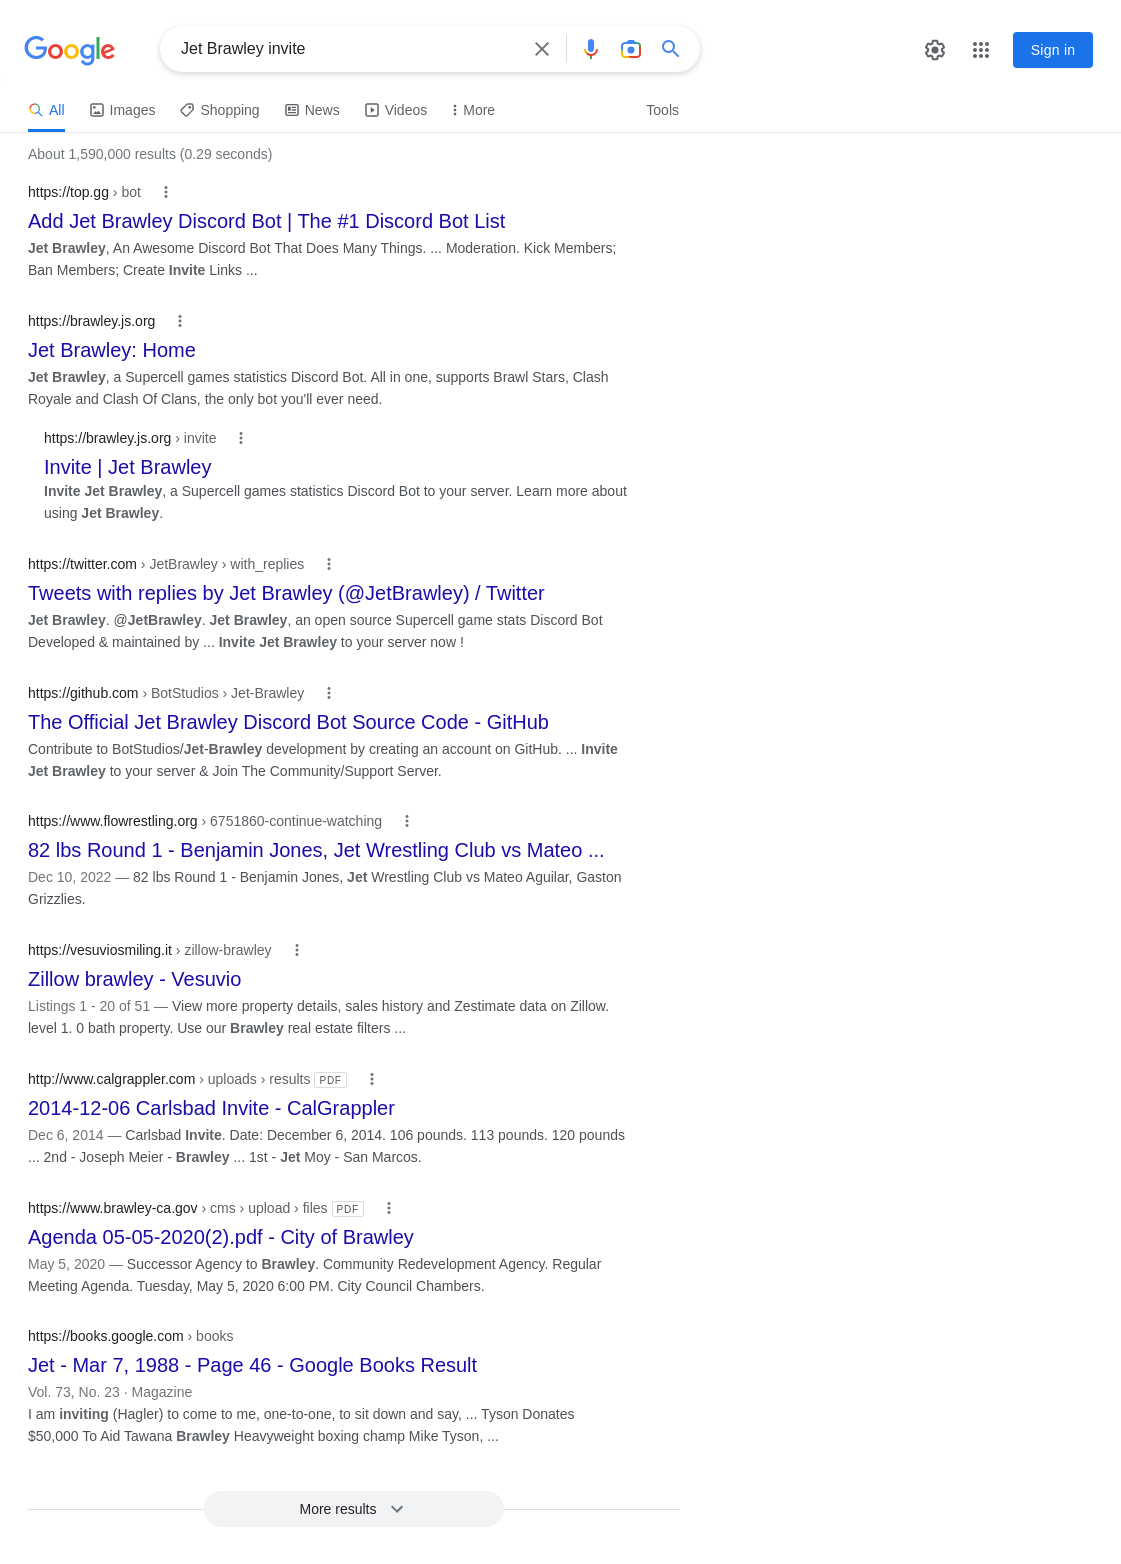 Google
Jet Brawley invite
Sign in
All Images Shopping News Videos More Tools
About 1,590,000 results (0.29 seconds)
https://top.gg › bot
Add Jet Brawley Discord Bot | The #1 Discord Bot List
Jet Brawley, An Awesome Discord Bot That Does Many Things. ... Moderation. Kick Members;
Ban Members; Create Invite Links ...
https://brawley.js.org
Jet Brawley: Home
Jet Brawley, a Supercell games statistics Discord Bot. All in one, supports Brawl Stars, Clash
Royale and Clash Of Clans, the only bot you'll ever need.
https://brawley.js.org › invite
Invite | Jet Brawley
Invite Jet Brawley, a Supercell games statistics Discord Bot to your server. Learn more about
using Jet Brawley.
https://twitter.com › JetBrawley › with_replies
Tweets with replies by Jet Brawley (@JetBrawley) / Twitter
Jet Brawley. @JetBrawley. Jet Brawley, an open source Supercell game stats Discord Bot
Developed & maintained by ... Invite Jet Brawley to your server now !
https://github.com › BotStudios › Jet-Brawley
The Official Jet Brawley Discord Bot Source Code - GitHub
Contribute to BotStudios/Jet-Brawley development by creating an account on GitHub. ... Invite
Jet Brawley to your server & Join The Community/Support Server.
https://www.flowrestling.org › 6751860-continue-watching
82 lbs Round 1 - Benjamin Jones, Jet Wrestling Club vs Mateo ...
Dec 10, 2022 — 82 lbs Round 1 - Benjamin Jones, Jet Wrestling Club vs Mateo Aguilar, Gaston
Grizzlies.
https://vesuviosmiling.it › zillow-brawley
Zillow brawley - Vesuvio
Listings 1 - 20 of 51 — View more property details, sales history and Zestimate data on Zillow.
level 1. 0 bath property. Use our Brawley real estate filters ...
http://www.calgrappler.com › uploads › results PDF
2014-12-06 Carlsbad Invite - CalGrappler
Dec 6, 2014 — Carlsbad Invite. Date: December 6, 2014. 106 pounds. 113 pounds. 120 pounds
... 2nd - Joseph Meier - Brawley ... 1st - Jet Moy - San Marcos.
https://www.brawley-ca.gov › cms › upload › files PDF
Agenda 05-05-2020(2).pdf - City of Brawley
May 5, 2020 — Successor Agency to Brawley. Community Redevelopment Agency. Regular
Meeting Agenda. Tuesday, May 5, 2020 6:00 PM. City Council Chambers.
https://books.google.com › books
Jet - Mar 7, 1988 - Page 46 - Google Books Result
Vol. 73, No. 23 · Magazine
I am inviting (Hagler) to come to me, one-to-one, to sit down and say, ... Tyson Donates
$50,000 To Aid Tawana Brawley Heavyweight boxing champ Mike Tyson, ...
More results